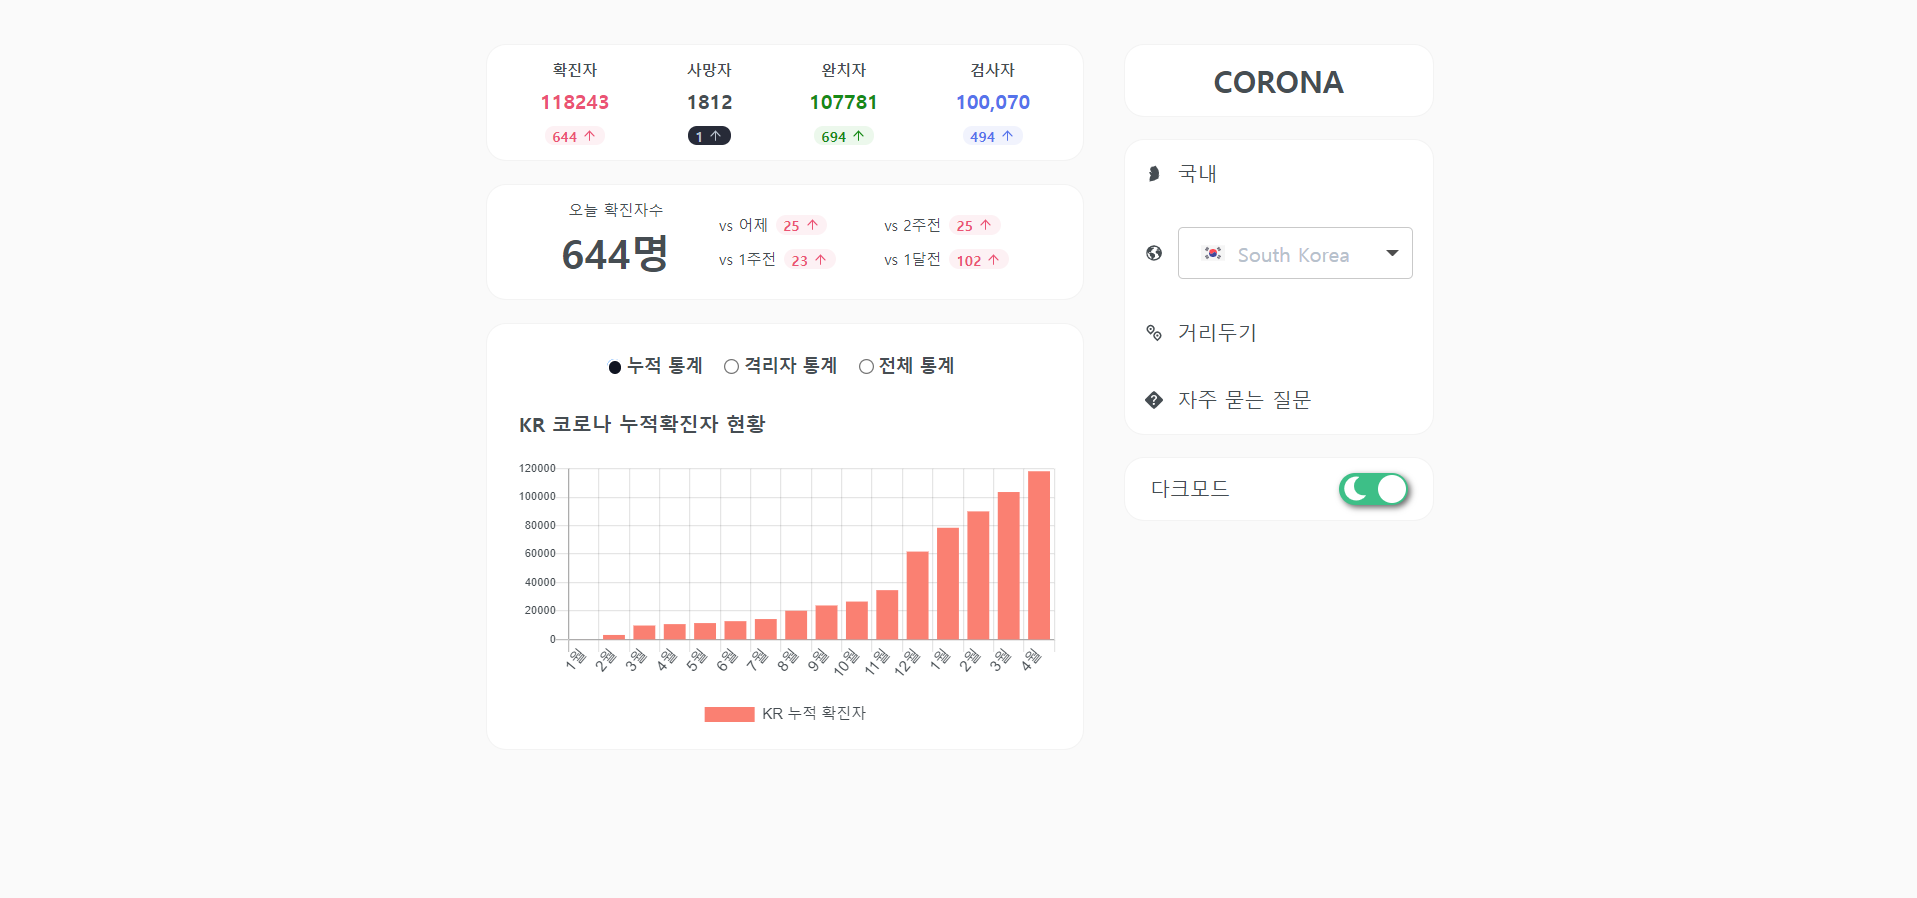 확진자 사망자 완치자 검사자
118243 1812 107781 100,070
644 ↑ 1 ↑ 694 ↑ 494 ↑
오늘 확진자수
644명
vs 어제 25 ↑ vs 2주전 25 ↑
vs 1주전 23 ↑ vs 1달전 102 ↑
누적 통계 격리자 통계 전체 통계
KR 코로나 누적확진자 현황
120000
100000
80000
60000
40000
20000
0
1월 2월 3월 4월 5월 6월 7월 8월 9월 10월 11월 12월 1월 2월 3월 4월
KR 누적 확진자
CORONA
국내
South Korea
거리두기
자주 묻는 질문
다크모드